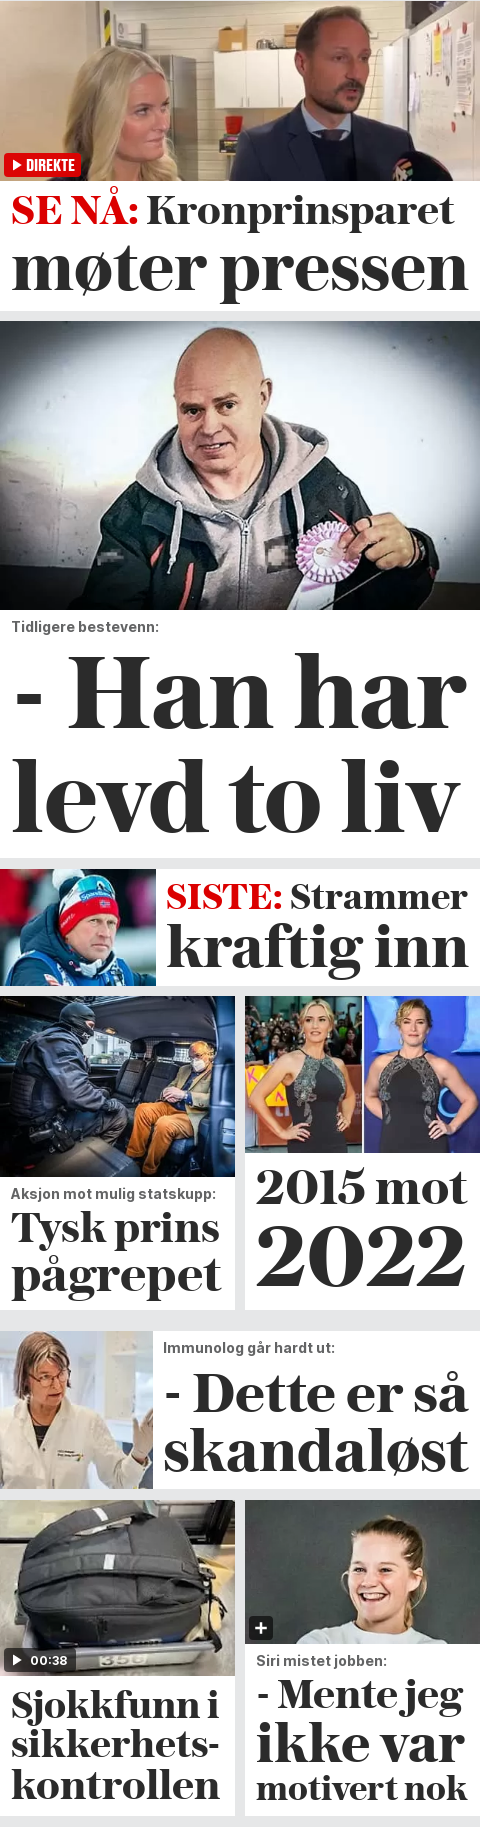 DIREKTE
SE NÅ: Kronprinsparet
møter pressen
Tidligere bestevenn:
- Han har
levd to liv
SISTE: Strammer
kraftig inn
Aksjon mot mulig statskupp:
Tysk prins
pågrepet
2015 mot
2022
Immunolog går hardt ut:
- Dette er så
skandaløst
00:38
Sjokkfunn i
sikkerhets-
kontrollen
Siri mistet jobben:
- Mente jeg
ikke var
motivert nok